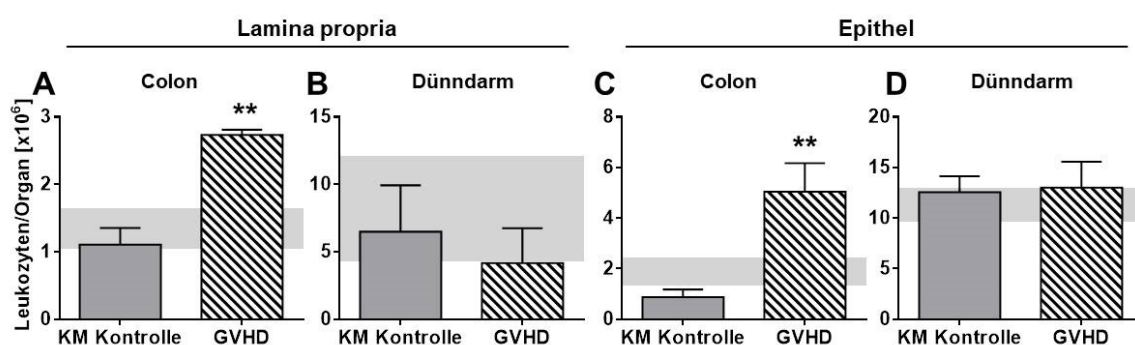 Lamina propria
Epithel
A
Colon
B
Dünndarm
C
Colon
D
Dünndarm
Leukozyten/Organ [x10⁶]
3
2
1
0
**
KM Kontrolle
GVHD
15
10
5
0
KM Kontrolle
GVHD
8
6
4
2
0
**
KM Kontrolle
GVHD
20
15
10
5
0
KM Kontrolle
GVHD